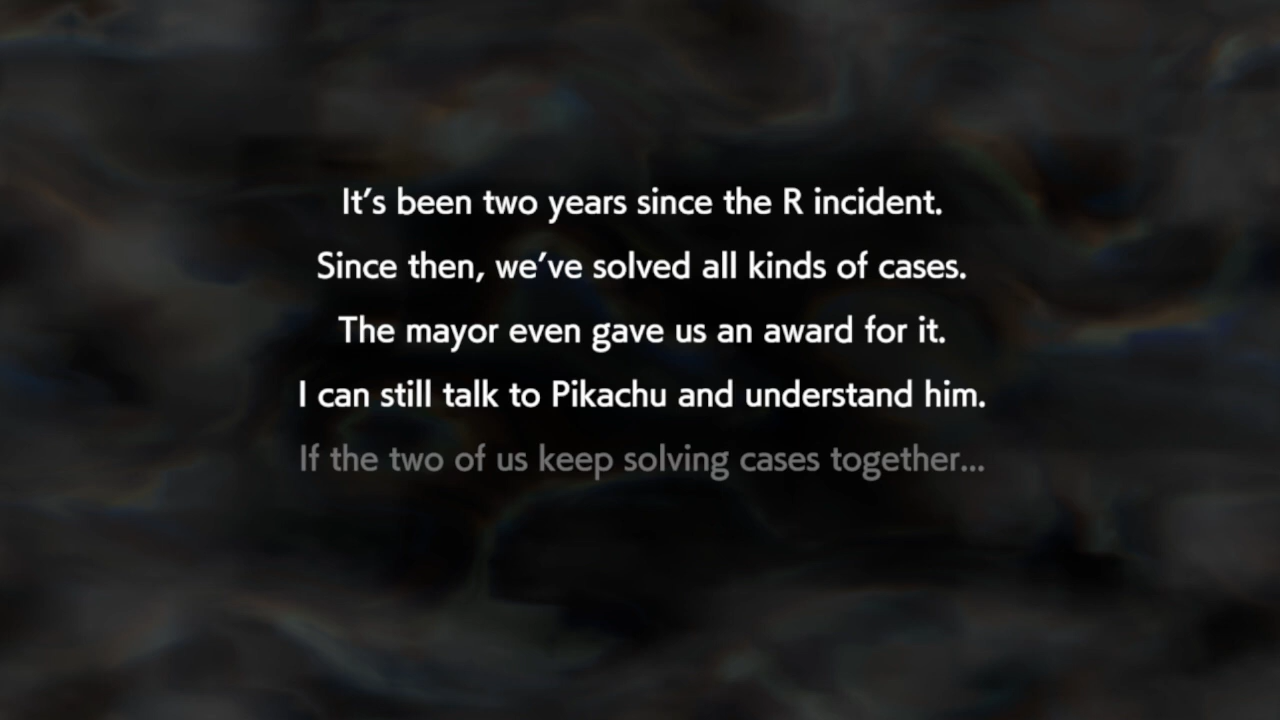 It’s been two years since the R incident.
Since then, we’ve solved all kinds of cases.
The mayor even gave us an award for it.
I can still talk to Pikachu and understand him.
If the two of us keep solving cases together...